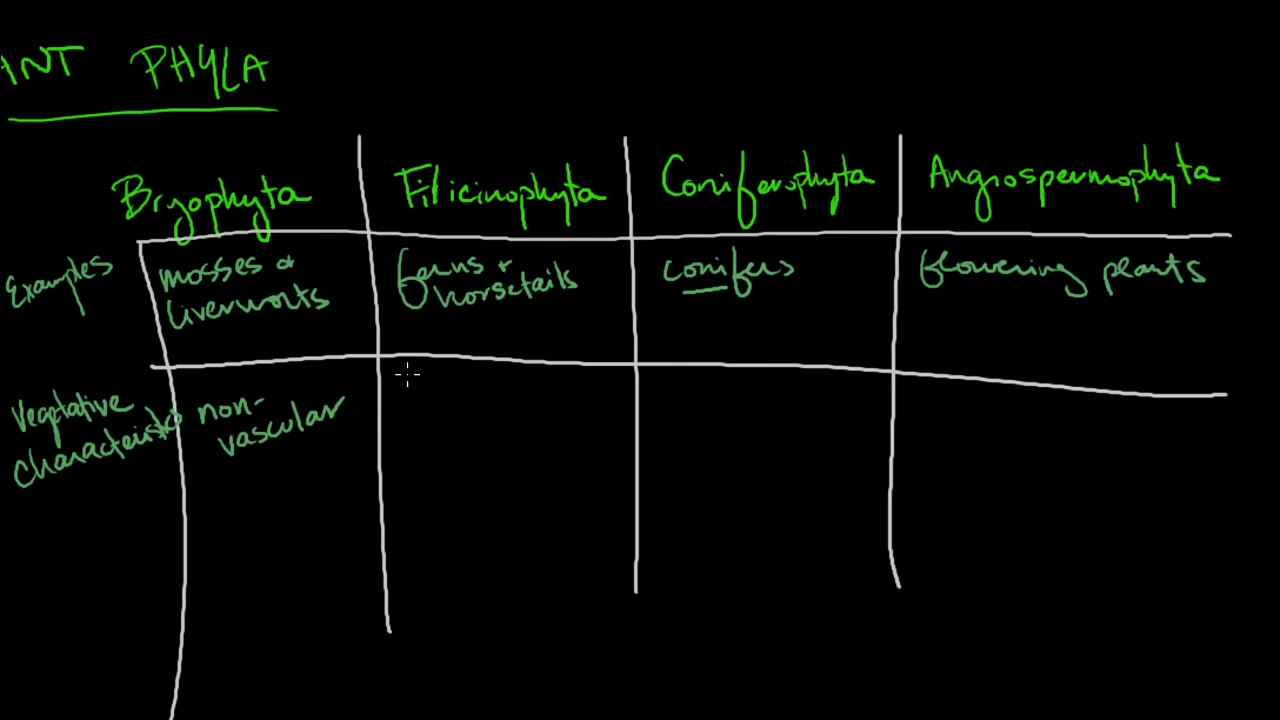 ANT PHYLA
Bryophyta Filicinophyta Coniferophyta Angiospermophyta
Examples mosses & ferns + conifers flowering plants
liverworts horsetails
Vegetative non-
characteristics vascular